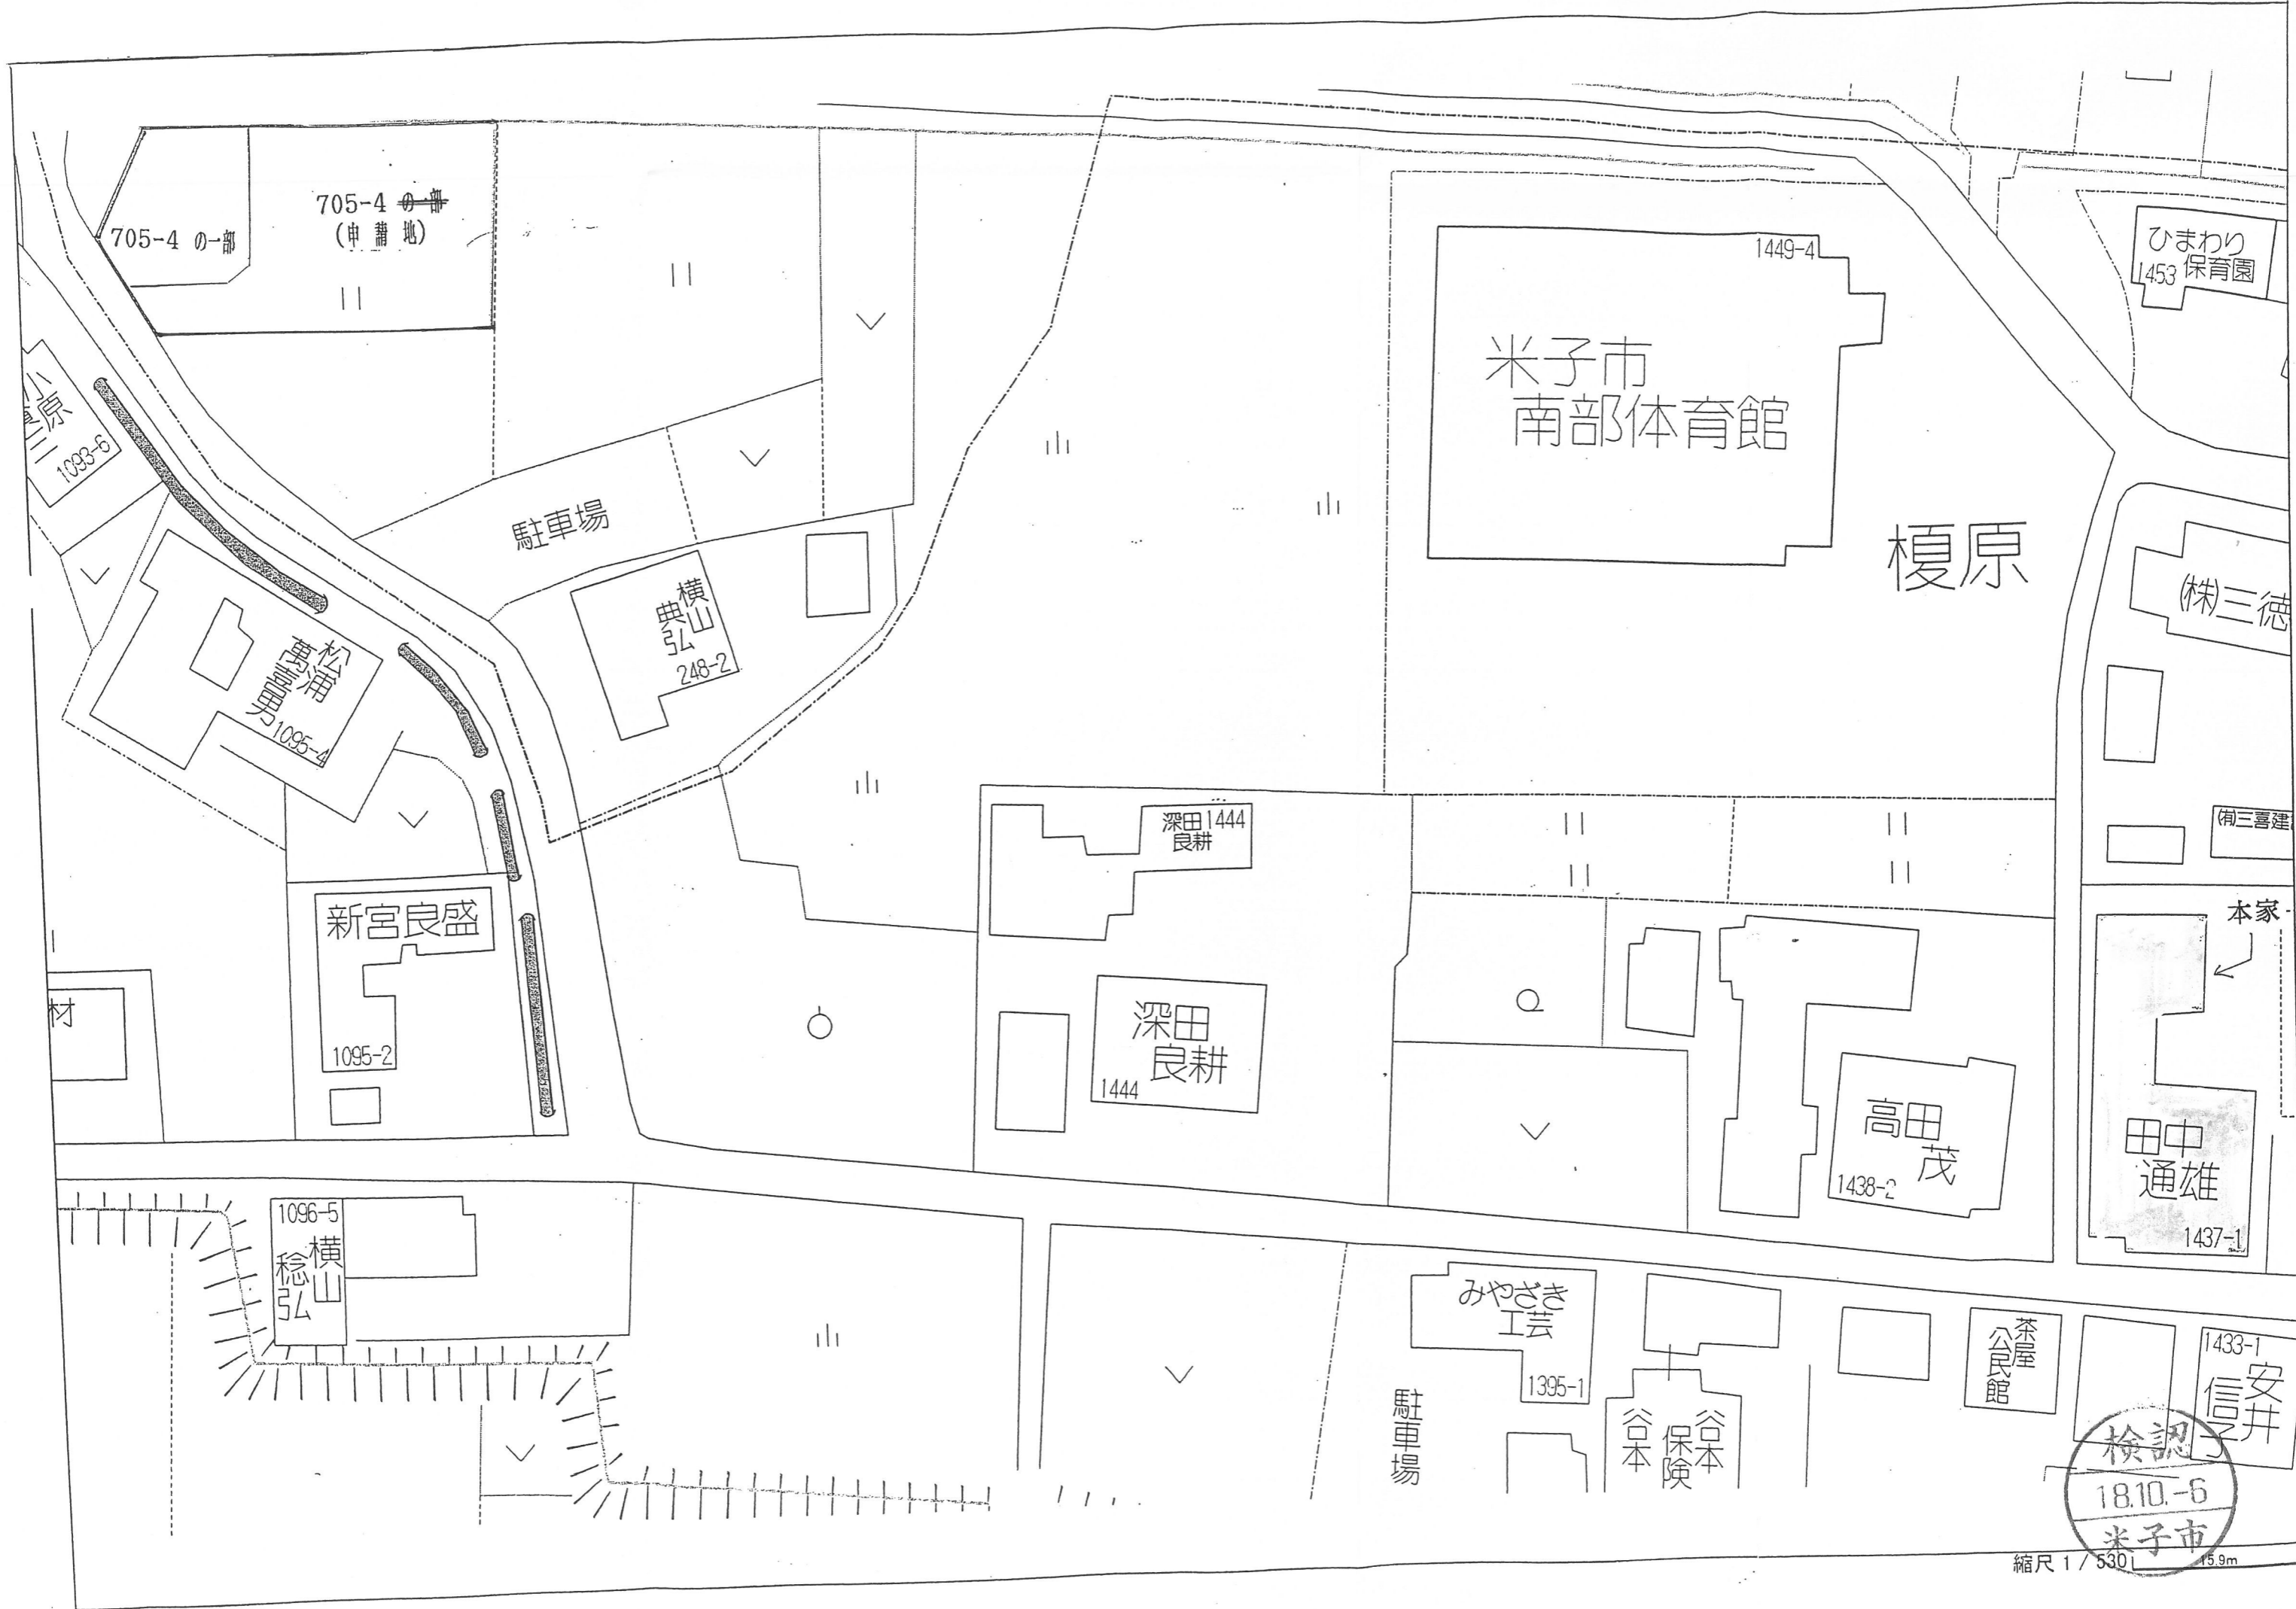 705-4 の一部
(申請地)
705-4 の一部
1449-4
ひまわり
保育園
1453
米子市
南部体育館
榎原
1093-6
駐車場
横山
典弘
248-2
㈱三徳
松浦
萬喜男
1095-4
深田 1444
良耕
㈲三喜建
本家
新宮良盛
1095-2
材
深田
良耕
1444
高田
茂
1438-2
田中
通雄
1437-1
1096-5
横山
稔弘
みやざき
工芸
1395-1
駐車場
谷本
保険
谷本
茶屋
公民館
1433-1
安井
信子
検認
18.10.-6
米子市
縮尺 1 / 530
15.9m